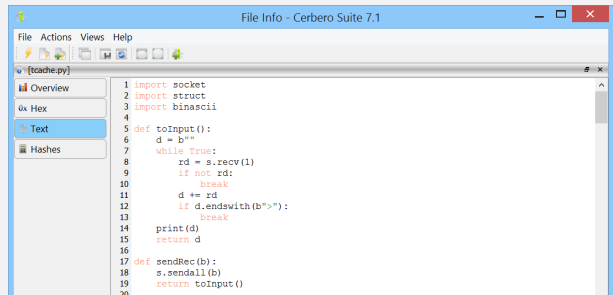 File Info - Cerbero Suite 7.1
File Actions Views Help
[tcache.py]
Overview
0x Hex
Text
Hashes
1 import socket
2 import struct
3 import binascii
4
5 def toInput():
6     d = b""
7     while True:
8         rd = s.recv(1)
9         if not rd:
10             break
11         d += rd
12         if d.endswith(b">"):
13             break
14     print(d)
15     return d
16
17 def sendRec(b):
18     s.sendall(b)
19     return toInput()
20